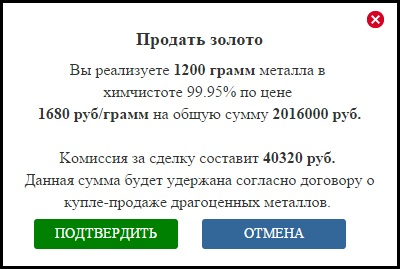 Продать золото
Вы реализуете 1200 грамм металла в
химчистоте 99.95% по цене
1680 руб/грамм на общую сумму 2016000 руб.
Комиссия за сделку составит 40320 руб.
Данная сумма будет удержана согласно договору о
купле-продаже драгоценных металлов.
ПОДТВЕРДИТЬ ОТМЕНА